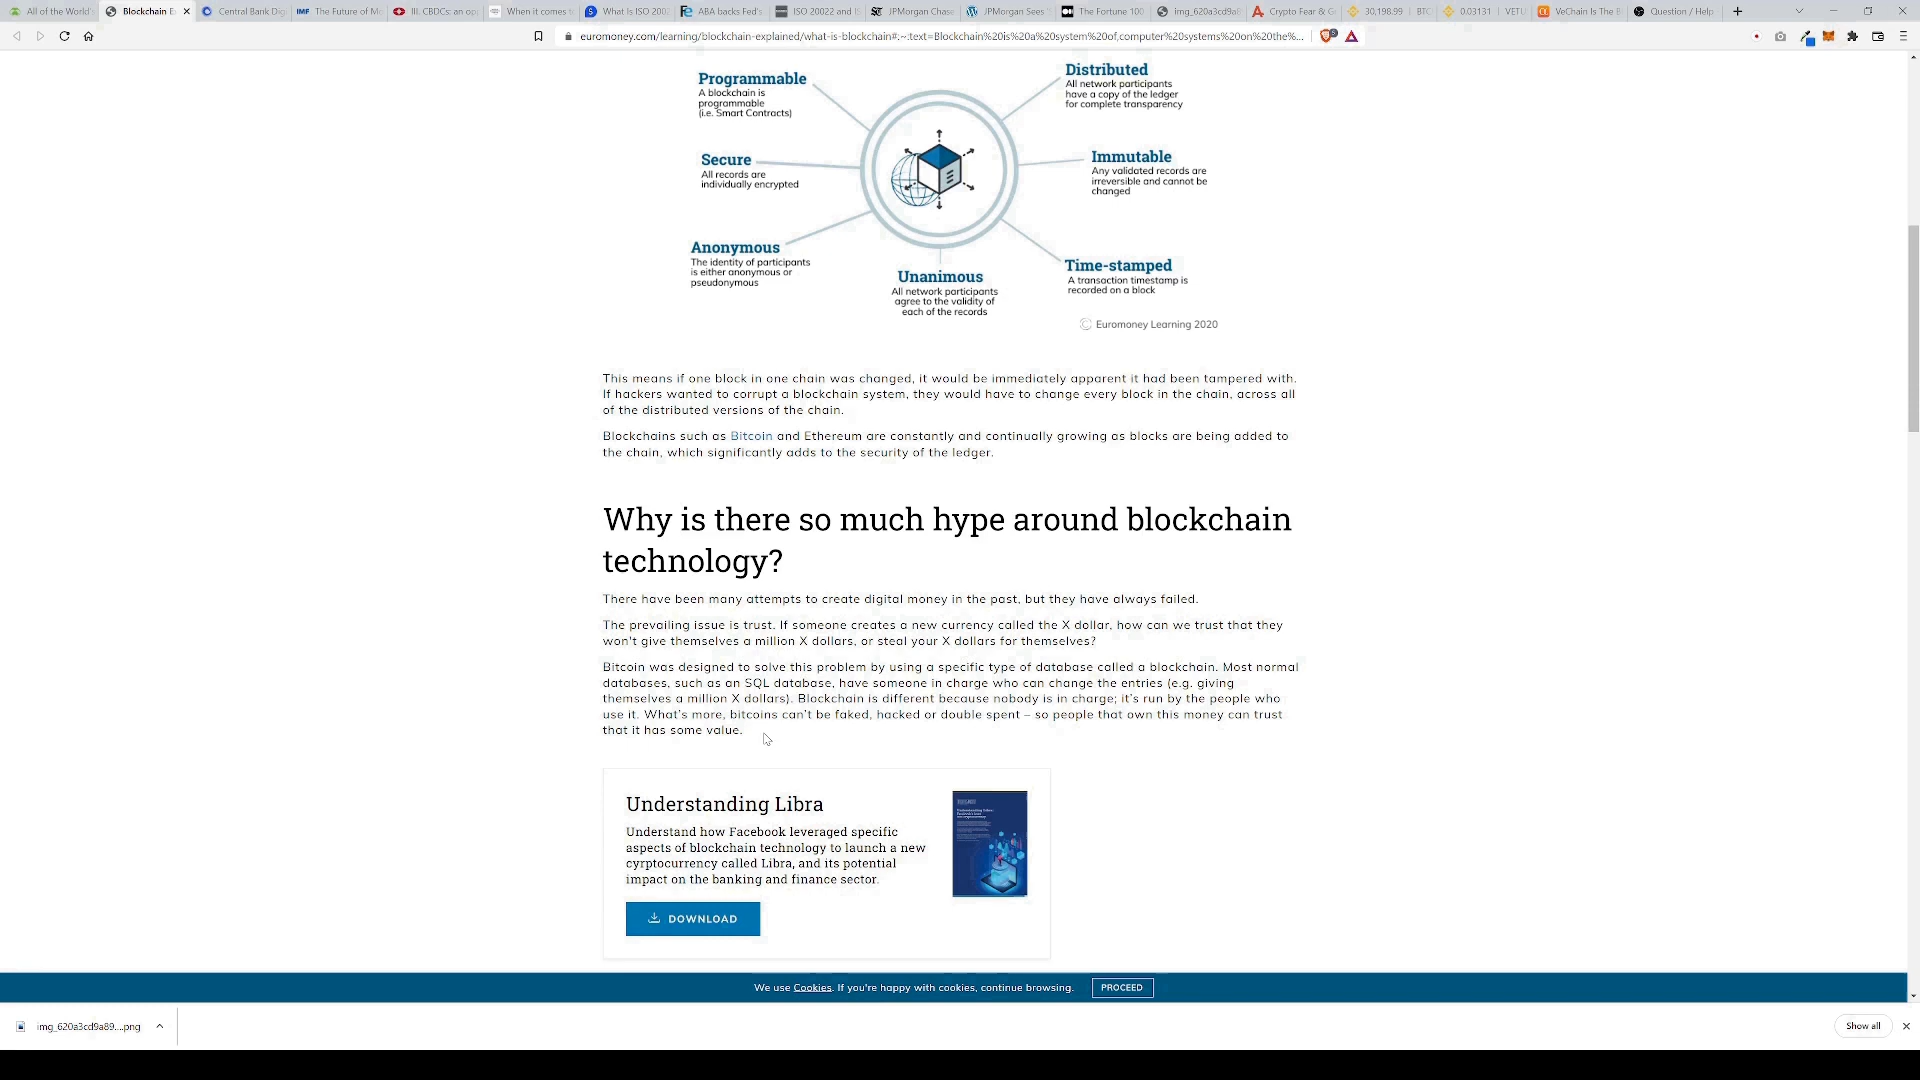 All of the World'
Blockchain E
Central Bank Dig
IMF The Future of Mo
III. CBDCs: an opp
When it comes t
What Is ISO 200
ABA backs Fed's
ISO 20022 and
JPMorgan Chase
JPMorgan Sees
The Fortune 100
img_620a3cd9a8
Crypto Fear & G
30,198.99 | BTC
0.03131 | VETU
VeChain Is The B
Question / Help
euromoney.com/learning/blockchain-explained/what-is-blockchain#:~:text=Blockchain%20is%20a%20system%20of,computer%20systems%20on%20the%...
Programmable
A blockchain is
programmable
(i.e. Smart Contracts)
Distributed
All network participants
have a copy of the ledger
for complete transparency
Secure
All records are
individually encrypted
Immutable
Any validated records are
irreversible and cannot be
changed
Anonymous
The identity of participants
is either anonymous or
pseudonymous
Unanimous
All network participants
agree to the validity of
each of the records
Time-stamped
A transaction timestamp is
recorded on a block
© Euromoney Learning 2020
This means if one block in one chain was changed, it would be immediately apparent it had been tampered with.
If hackers wanted to corrupt a blockchain system, they would have to change every block in the chain, across all
of the distributed versions of the chain.
Blockchains such as Bitcoin and Ethereum are constantly and continually growing as blocks are being added to
the chain, which significantly adds to the security of the ledger.
Why is there so much hype around blockchain
technology?
There have been many attempts to create digital money in the past, but they have always failed.
The prevailing issue is trust. If someone creates a new currency called the X dollar, how can we trust that they
won't give themselves a million X dollars, or steal your X dollars for themselves?
Bitcoin was designed to solve this problem by using a specific type of database called a blockchain. Most normal
databases, such as an SQL database, have someone in charge who can change the entries (e.g. giving
themselves a million X dollars). Blockchain is different because nobody is in charge; it's run by the people who
use it. What's more, bitcoins can't be faked, hacked or double spent – so people that own this money can trust
that it has some value.
Understanding Libra
Understand how Facebook leveraged specific
aspects of blockchain technology to launch a new
cyrptocurrency called Libra, and its potential
impact on the banking and finance sector.
DOWNLOAD
We use Cookies. If you're happy with cookies, continue browsing.
PROCEED
img_620a3cd9a89....png
Show all